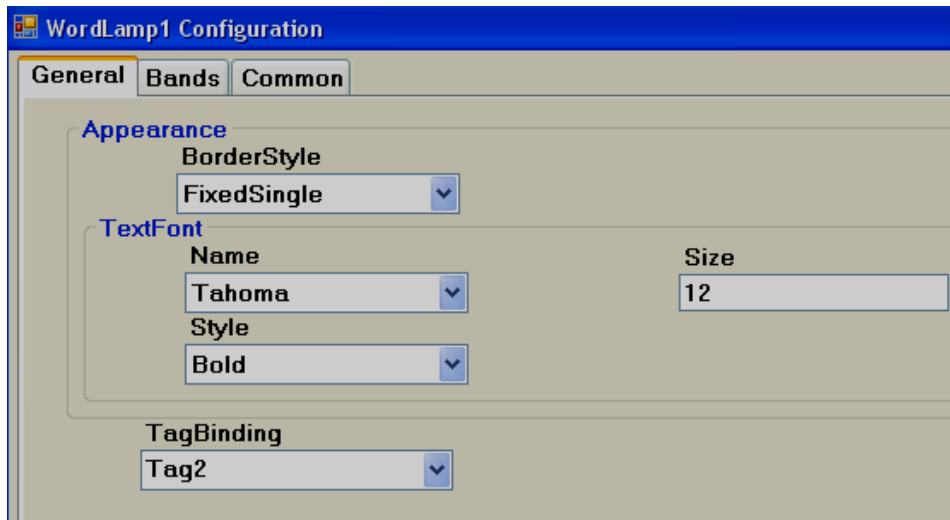 WordLamp1 Configuration
General Bands Common
Appearance
BorderStyle
FixedSingle
TextFont
Name Size
Tahoma 12
Style
Bold
TagBinding
Tag2